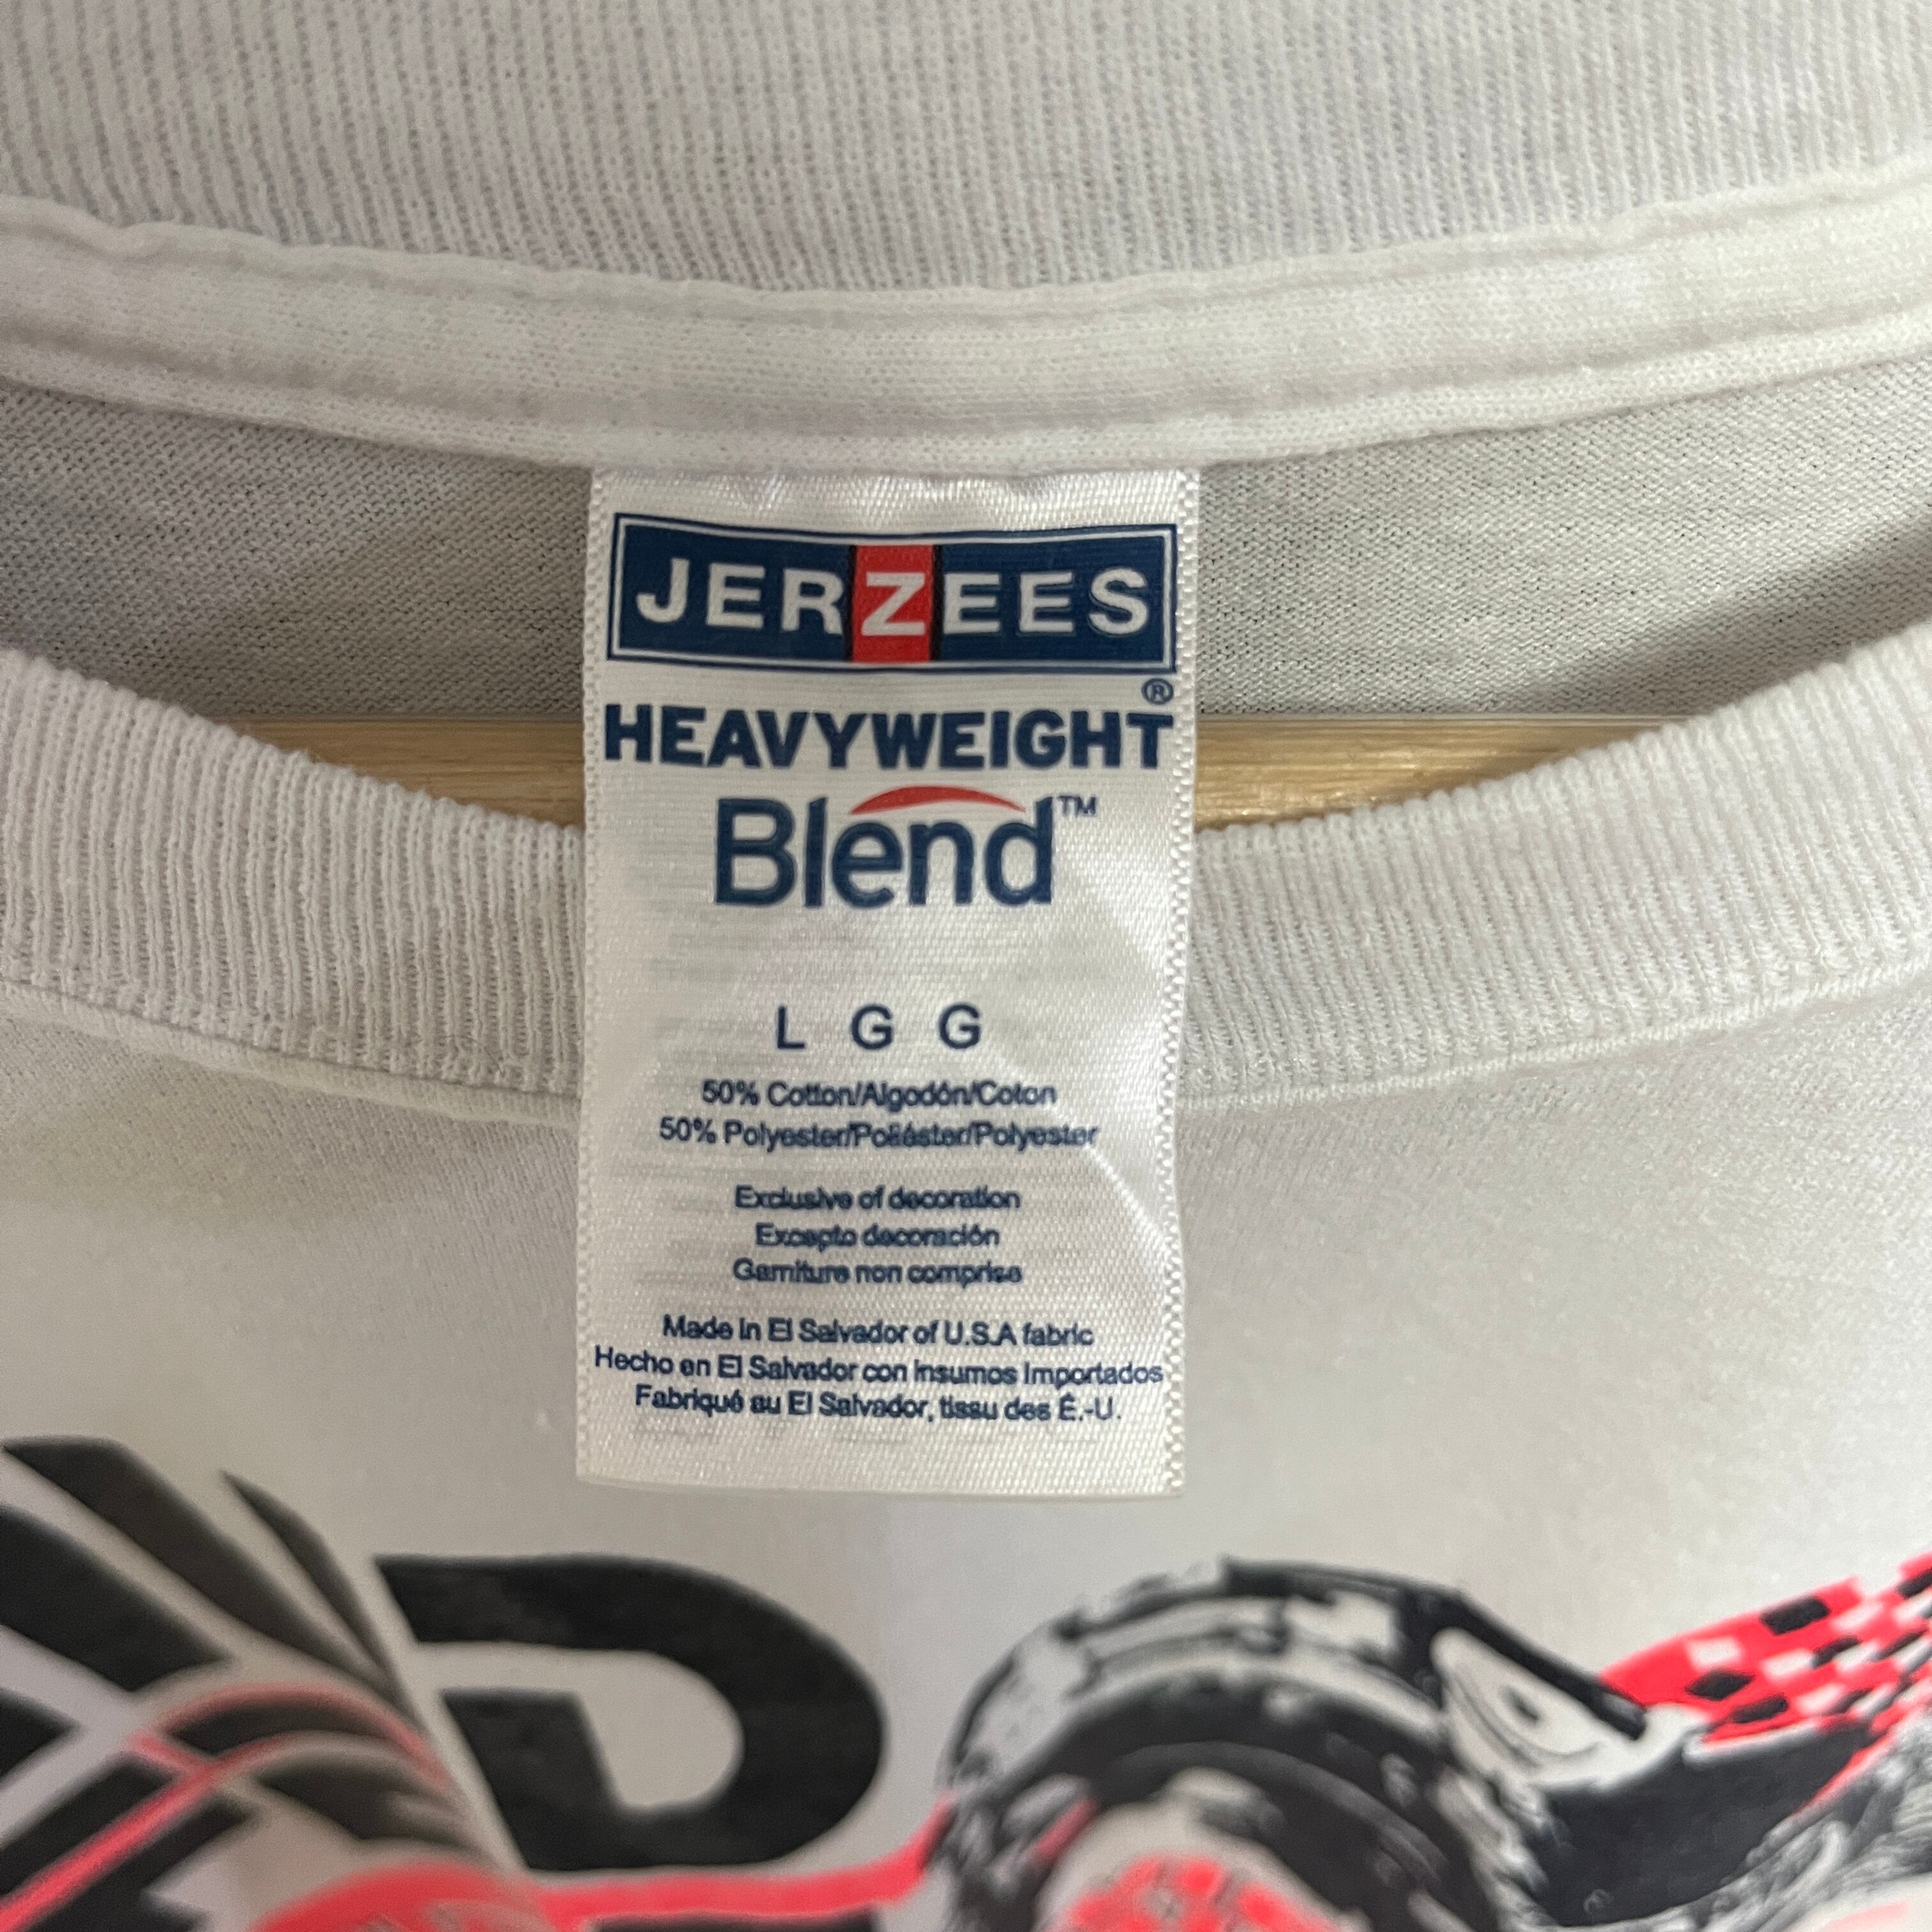 JERZEES
®
HEAVYWEIGHT
Blend™
L G G
50% Cotton/Algodón/Coton
50% Polyester/Poliéster/Polyester
Exclusive of decoration
Excepto decoración
Garniture non comprise
Made in El Salvador of U.S.A fabric
Hecho en El Salvador con insumos Importados
Fabriqué au El Salvador, tissu des É.-U.